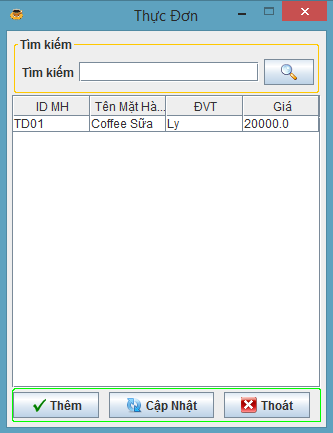 Thực Đơn
Tìm kiếm
Tìm kiếm
ID MH Tên Mặt Hà... ĐVT Giá
TD01 Coffee Sữa Ly 20000.0
Thêm Cập Nhật Thoát